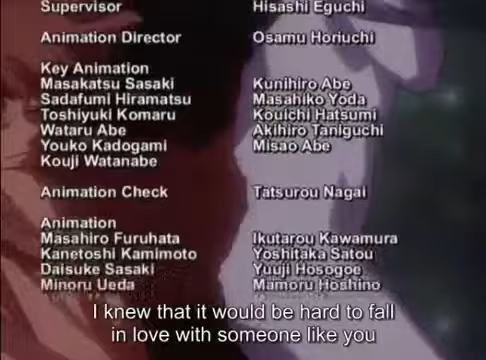 Supervisor Hisashi Eguchi
Animation Director Osamu Horiuchi
Key Animation
Masakatsu Sasaki Kunihiro Abe
Sadafumi Hiramatsu Masahiko Yoda
Toshiyuki Komaru Kouichi Hatsumi
Wataru Abe Akihiro Taniguchi
Youko Kadogami Misao Abe
Kouji Watanabe
Animation Check Tatsurou Nagai
Animation
Masahiro Furuhata Ikutarou Kawamura
Kanetoshi Kamimoto Yoshitaka Satou
Daisuke Sasaki Yuuji Hosogoe
Minoru Ueda Mamoru Hoshino
I knew that it would be hard to fall
in love with someone like you